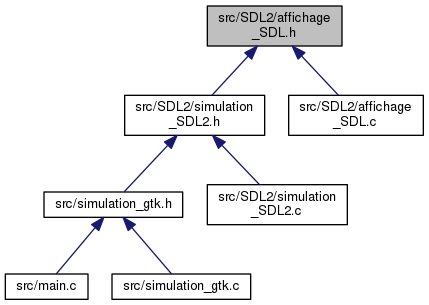 src/SDL2/affichage
_SDL.h
src/SDL2/simulation
_SDL2.h
src/SDL2/affichage
_SDL.c
src/simulation_gtk.h
src/SDL2/simulation
_SDL2.c
src/main.c
src/simulation_gtk.c